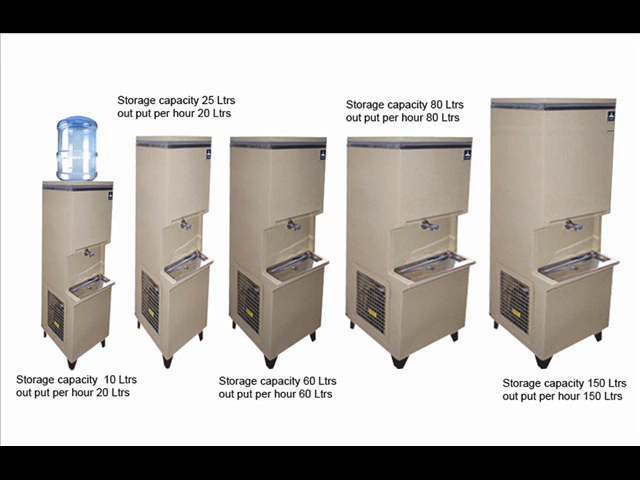 Storage capacity 25 Ltrs
out put per hour 20 Ltrs
Storage capacity 80 Ltrs
out put per hour 80 Ltrs
Storage capacity  10 Ltrs
out put per hour 20 Ltrs
Storage capacity 60 Ltrs
out put per hour 60 Ltrs
Storage capacity 150 Ltrs
out put per hour 150 Ltrs